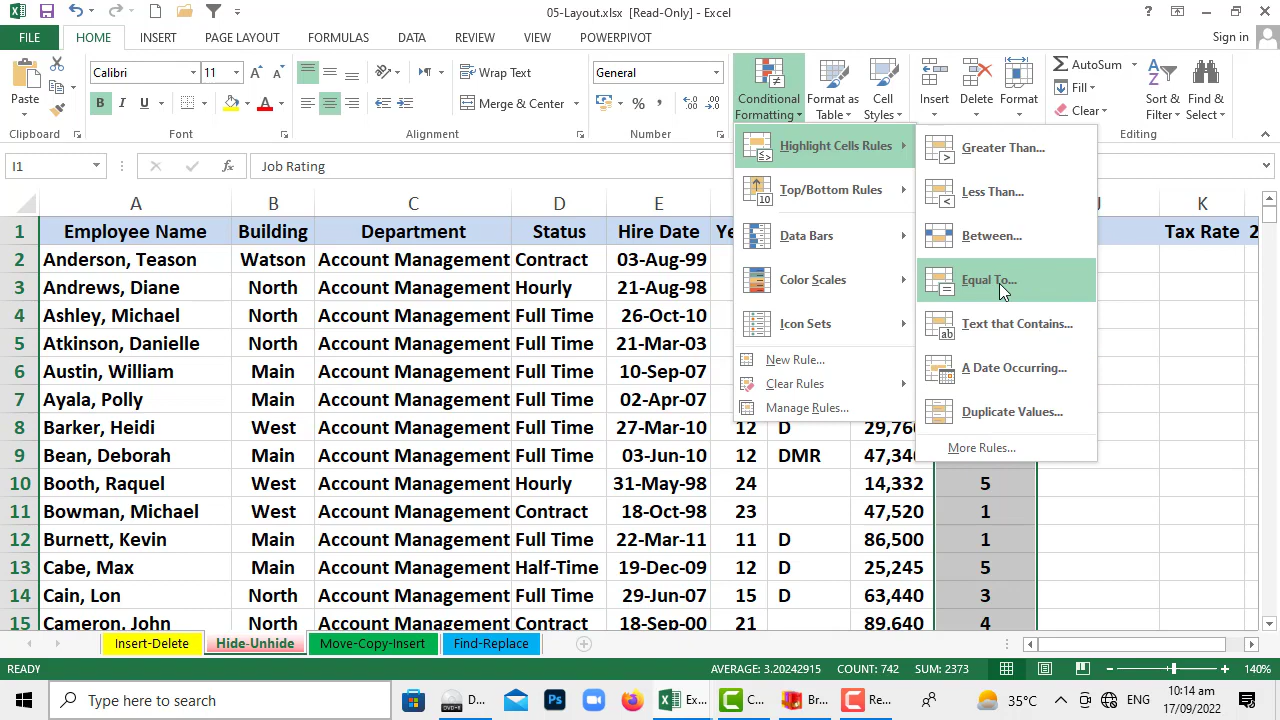 05-Layout.xlsx [Read-Only] - Excel
FILE HOME INSERT PAGE LAYOUT FORMULAS DATA REVIEW VIEW POWERPIVOT Sign in
Paste
Clipboard
Calibri 11
B I U A
Font
Wrap Text
Merge & Center
Alignment
General
% ,
Number
Conditional Formatting
Format as Table
Cell Styles
Insert
Delete
Format
AutoSum
Fill
Clear
Sort & Filter
Find & Select
Editing
Highlight Cells Rules
Top/Bottom Rules
Data Bars
Color Scales
Icon Sets
New Rule...
Clear Rules
Manage Rules...
Greater Than...
Less Than...
Between...
Equal To...
Text that Contains...
A Date Occurring...
Duplicate Values...
More Rules...
I1 fx Job Rating
A B C D E J K
1 Employee Name Building Department Status Hire Date Ye Tax Rate 2
2 Anderson, Teason Watson Account Management Contract 03-Aug-99
3 Andrews, Diane North Account Management Hourly 21-Aug-98
4 Ashley, Michael North Account Management Full Time 26-Oct-10
5 Atkinson, Danielle North Account Management Full Time 21-Mar-03
6 Austin, William Main Account Management Full Time 10-Sep-07
7 Ayala, Polly Main Account Management Full Time 02-Apr-07
8 Barker, Heidi West Account Management Full Time 27-Mar-10 12 D 29,760
9 Bean, Deborah Main Account Management Full Time 03-Jun-10 12 DMR 47,340
10 Booth, Raquel West Account Management Hourly 31-May-98 24 14,332 5
11 Bowman, Michael West Account Management Contract 18-Oct-98 23 47,520 1
12 Burnett, Kevin Main Account Management Full Time 22-Mar-11 11 D 86,500 1
13 Cabe, Max Main Account Management Half-Time 19-Dec-09 12 D 25,245 5
14 Cain, Lon North Account Management Full Time 29-Jun-07 15 D 63,440 3
15 Cameron, John North Account Management Contract 18-Sep-00 21 89,640 4
Insert-Delete Hide-Unhide Move-Copy-Insert Find-Replace
READY AVERAGE: 3.20242915 COUNT: 742 SUM: 2373 140%
Type here to search D... Ps Ex... C... Br... Re... 35°C ENG 10:14 am
17/09/2022